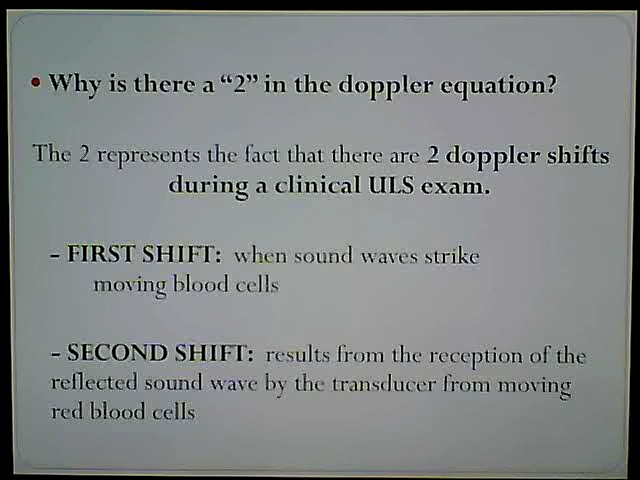 • Why is there a “2” in the doppler equation?
The 2 represents the fact that there are 2 doppler shifts
during a clinical ULS exam.
- FIRST SHIFT: when sound waves strike
moving blood cells
- SECOND SHIFT: results from the reception of the
reflected sound wave by the transducer from moving
red blood cells